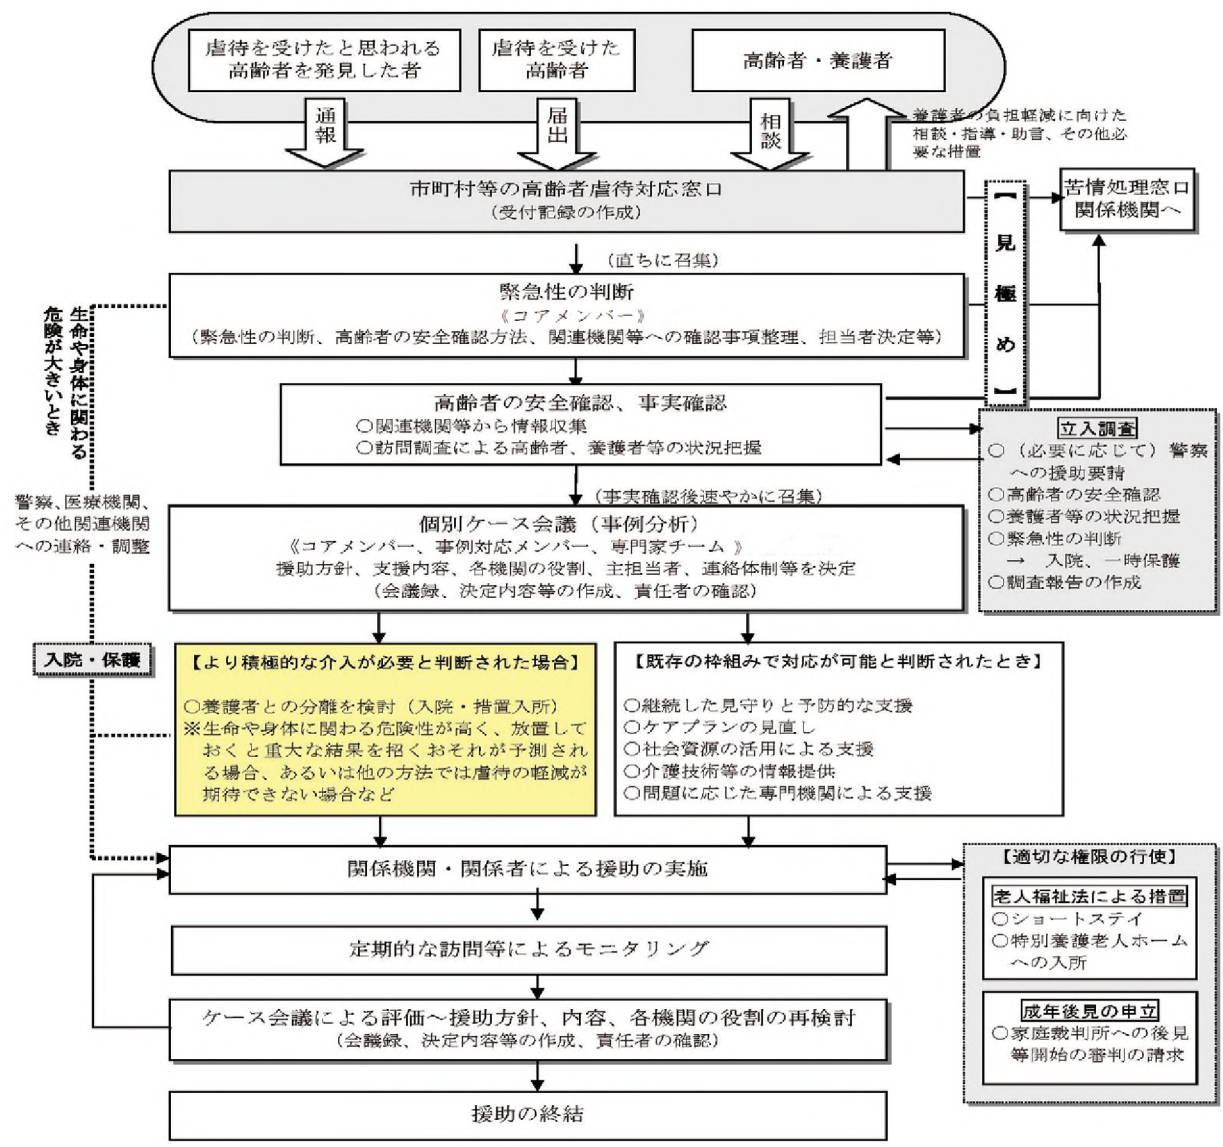 虐待を受けたと思われる
高齢者を発見した者
虐待を受けた
高齢者
高齢者・養護者
通報
届出
相談
養護者の負担軽減に向けた
相談・指導・助言、その他必
要な措置
市町村等の高齢者虐待対応窓口
（受付記録の作成）
【見極め】
苦情処理窓口
関係機関へ
（直ちに召集）
緊急性の判断
《コアメンバー》
（緊急性の判断、高齢者の安全確認方法、関連機関等への確認事項整理、担当者決定等）
生命や身体に関わる
危険が大きいとき
高齢者の安全確認、事実確認
○関連機関等から情報収集
○訪問調査による高齢者、養護者等の状況把握
立入調査
○（必要に応じて）警察
への援助要請
○高齢者の安全確認
○養護者等の状況把握
○緊急性の判断
→ 入院、一時保護
○調査報告の作成
警察、医療機関、
その他関連機関
への連絡・調整
（事実確認後速やかに召集）
個別ケース会議（事例分析）
《コアメンバー、事例対応メンバー、専門家チーム 》
援助方針、支援内容、各機関の役割、主担当者、連絡体制等を決定
（会議録、決定内容等の作成、責任者の確認）
入院・保護
【より積極的な介入が必要と判断された場合】
○養護者との分離を検討（入院・措置入所）
※生命や身体に関わる危険性が高く、放置して
おくと重大な結果を招くおそれが予測され
る場合、あるいは他の方法では虐待の軽減が
期待できない場合など
【既存の枠組みで対応が可能と判断されたとき】
○継続した見守りと予防的な支援
○ケアプランの見直し
○社会資源の活用による支援
○介護技術等の情報提供
○問題に応じた専門機関による支援
関係機関・関係者による援助の実施
【適切な権限の行使】
老人福祉法による措置
○ショートステイ
○特別養護老人ホーム
への入所
成年後見の申立
○家庭裁判所への後見
等開始の審判の請求
定期的な訪問等によるモニタリング
ケース会議による評価～援助方針、内容、各機関の役割の再検討
（会議録、決定内容等の作成、責任者の確認）
援助の終結